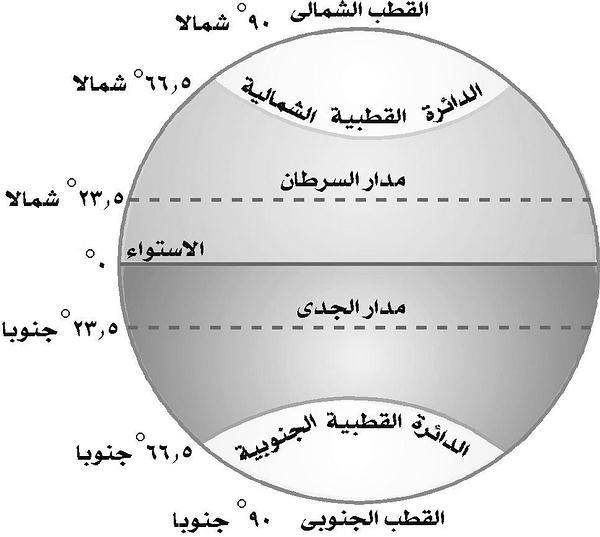 القطب الشمالى ٩٠° شمالا
٦٦,٥° شمالا
الدائرة القطبية الشمالية
مدار السرطان
٢٣,٥° شمالا
الاستواء
٠°
مدار الجدى
٢٣,٥° جنوبا
الدائرة القطبية الجنوبية
٦٦,٥° جنوبا
القطب الجنوبى ٩٠° جنوبا